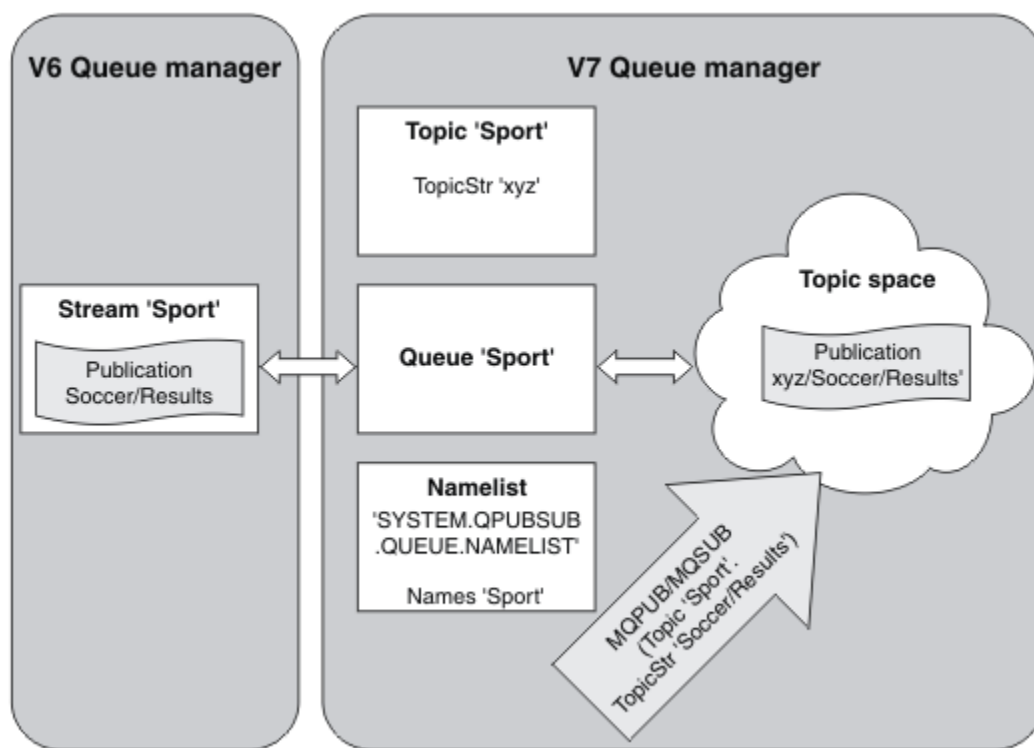 V6 Queue manager
V7 Queue manager
Topic 'Sport'
TopicStr 'xyz'
Stream 'Sport'
Publication
Soccer/Results
Queue 'Sport'
Topic space
Publication
xyz/Soccer/Results'
Namelist
'SYSTEM.QPUBSUB
.QUEUE.NAMELIST'
Names 'Sport'
MQPUB/MQSUB
(Topic 'Sport'.
TopicStr 'Soccer/Results')